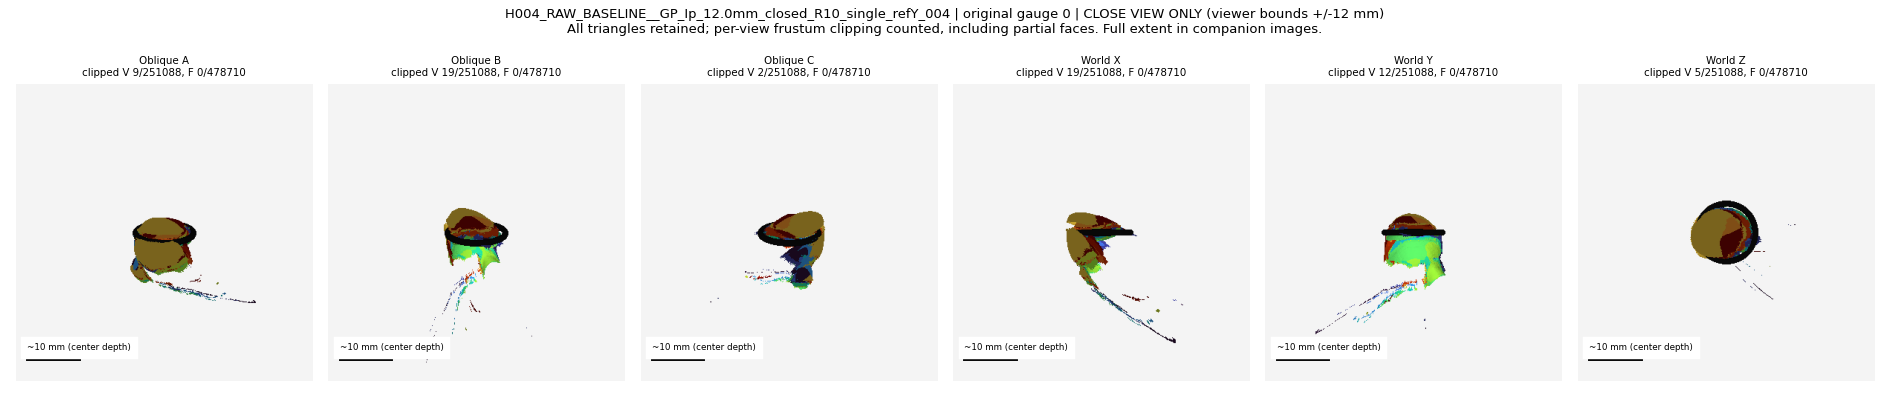 H004_RAW_BASELINE__GP_Ip_12.0mm_closed_R10_single_refY_004 | original gauge 0 | CLOSE VIEW ONLY (viewer bounds +/-12 mm)
All triangles retained; per-view frustum clipping counted, including partial faces. Full extent in companion images.
Oblique A
clipped V 9/251088, F 0/478710
Oblique B
clipped V 19/251088, F 0/478710
Oblique C
clipped V 2/251088, F 0/478710
World X
clipped V 19/251088, F 0/478710
World Y
clipped V 12/251088, F 0/478710
World Z
clipped V 5/251088, F 0/478710
~10 mm (center depth)
~10 mm (center depth)
~10 mm (center depth)
~10 mm (center depth)
~10 mm (center depth)
~10 mm (center depth)